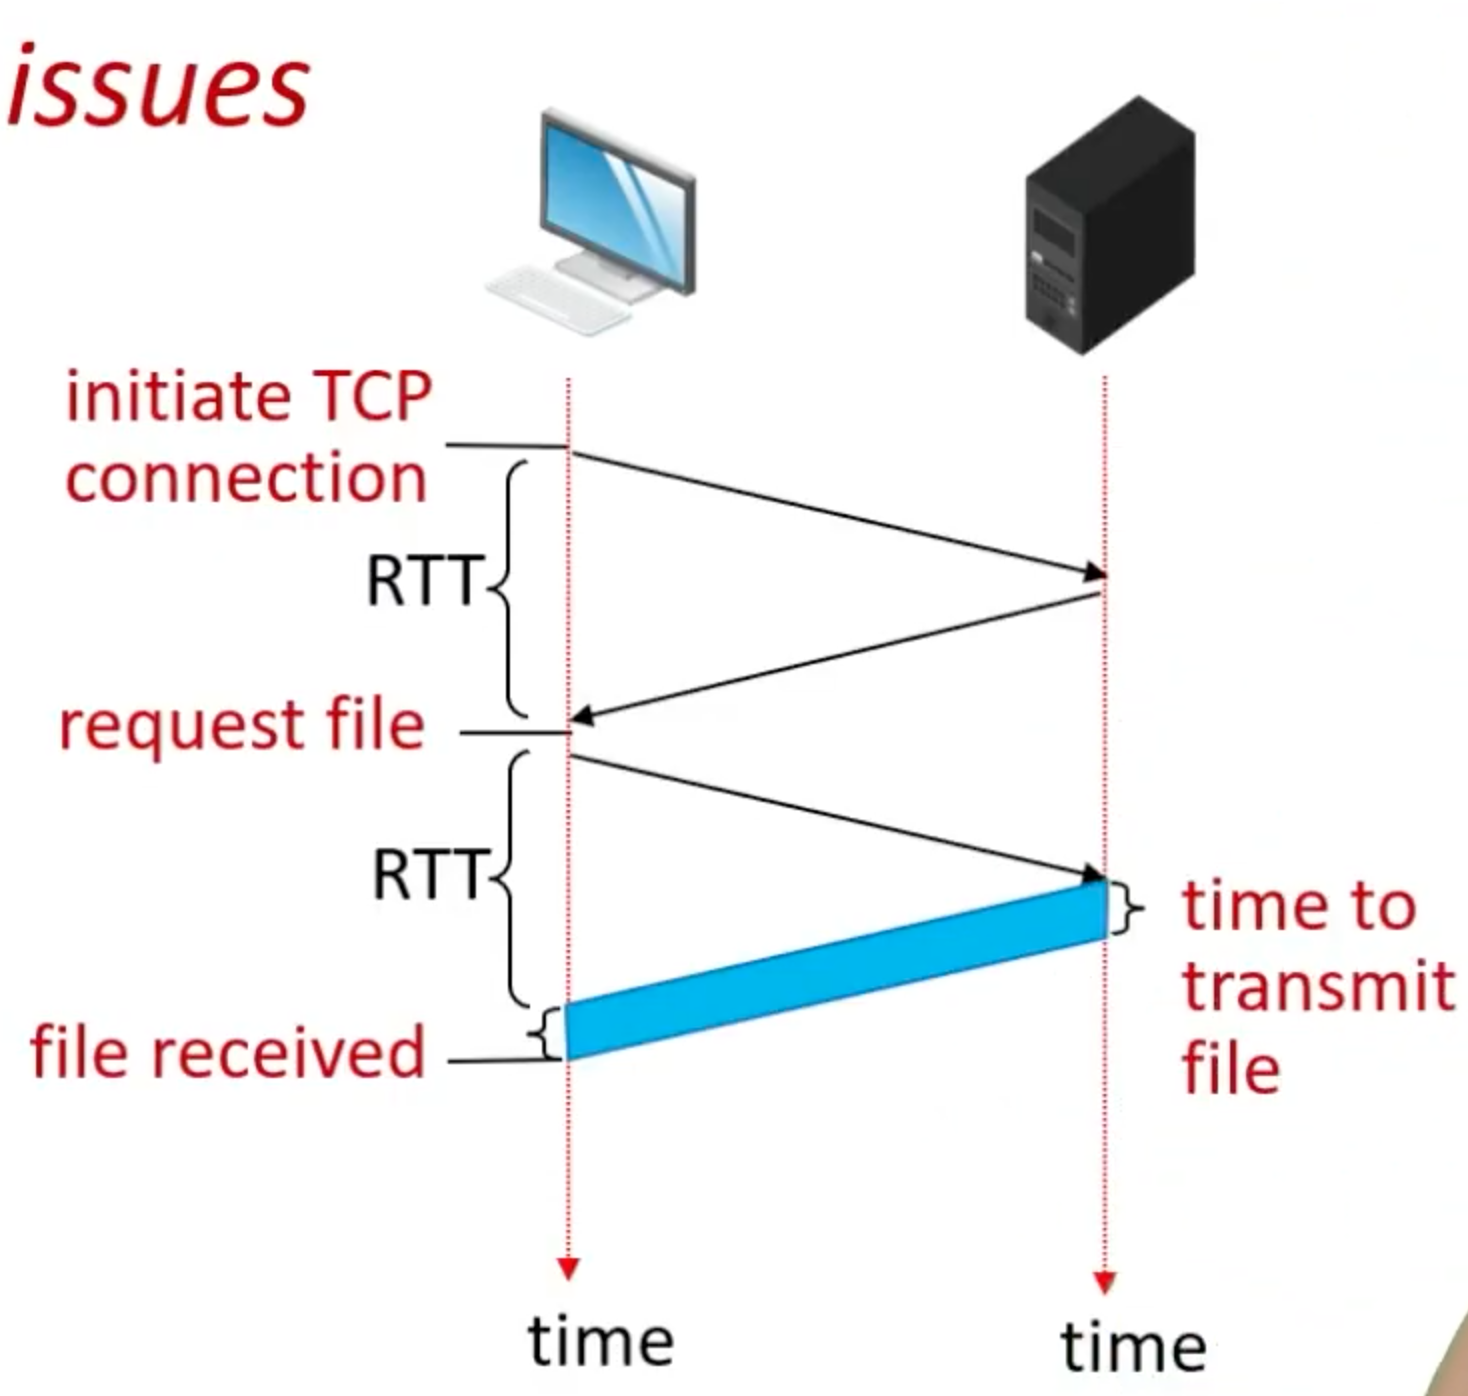 issues
initiate TCP
connection
RTT
request file
RTT
time to
transmit
file
file received
time
time